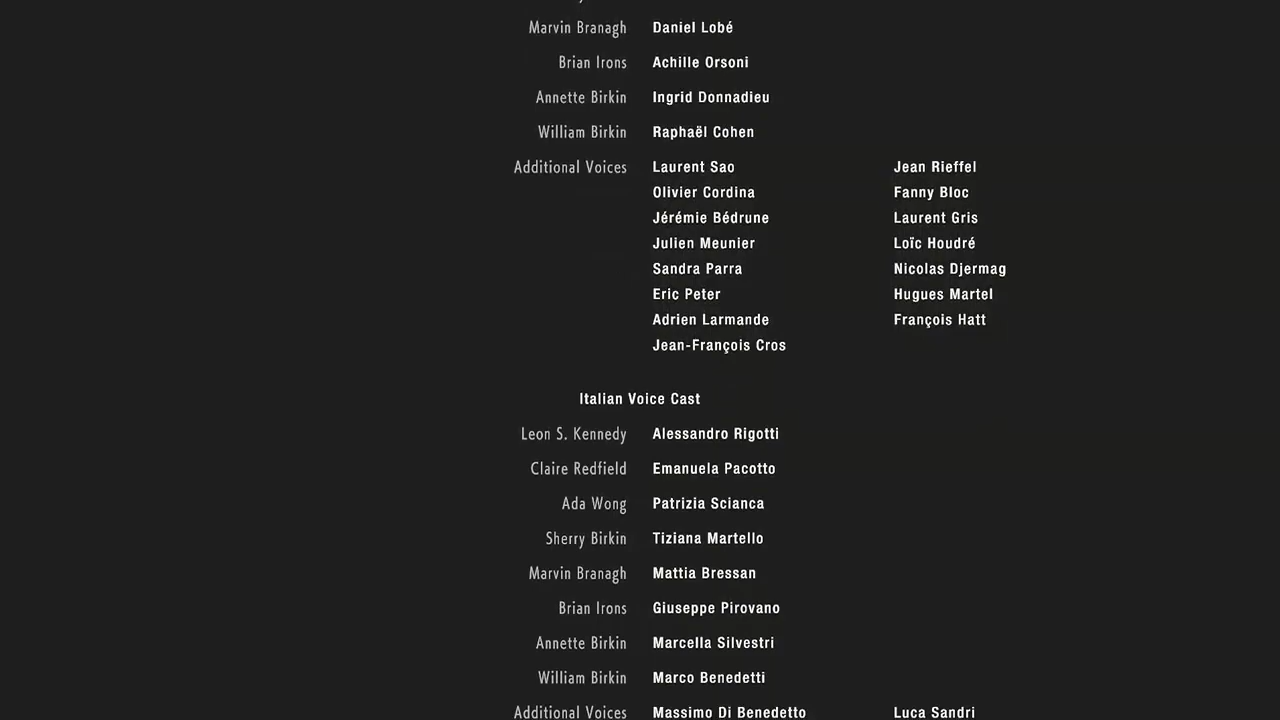 Marvin Branagh Daniel Lobé
Brian Irons Achille Orsoni
Annette Birkin Ingrid Donnadieu
William Birkin Raphaël Cohen
Additional Voices Laurent Sao Jean Rieffel
Olivier Cordina Fanny Bloc
Jérémie Bédrune Laurent Gris
Julien Meunier Loïc Houdré
Sandra Parra Nicolas Djermag
Eric Peter Hugues Martel
Adrien Larmande François Hatt
Jean-François Cros
Italian Voice Cast
Leon S. Kennedy Alessandro Rigotti
Claire Redfield Emanuela Pacotto
Ada Wong Patrizia Scianca
Sherry Birkin Tiziana Martello
Marvin Branagh Mattia Bressan
Brian Irons Giuseppe Pirovano
Annette Birkin Marcella Silvestri
William Birkin Marco Benedetti
Additional Voices Massimo Di Benedetto Luca Sandri